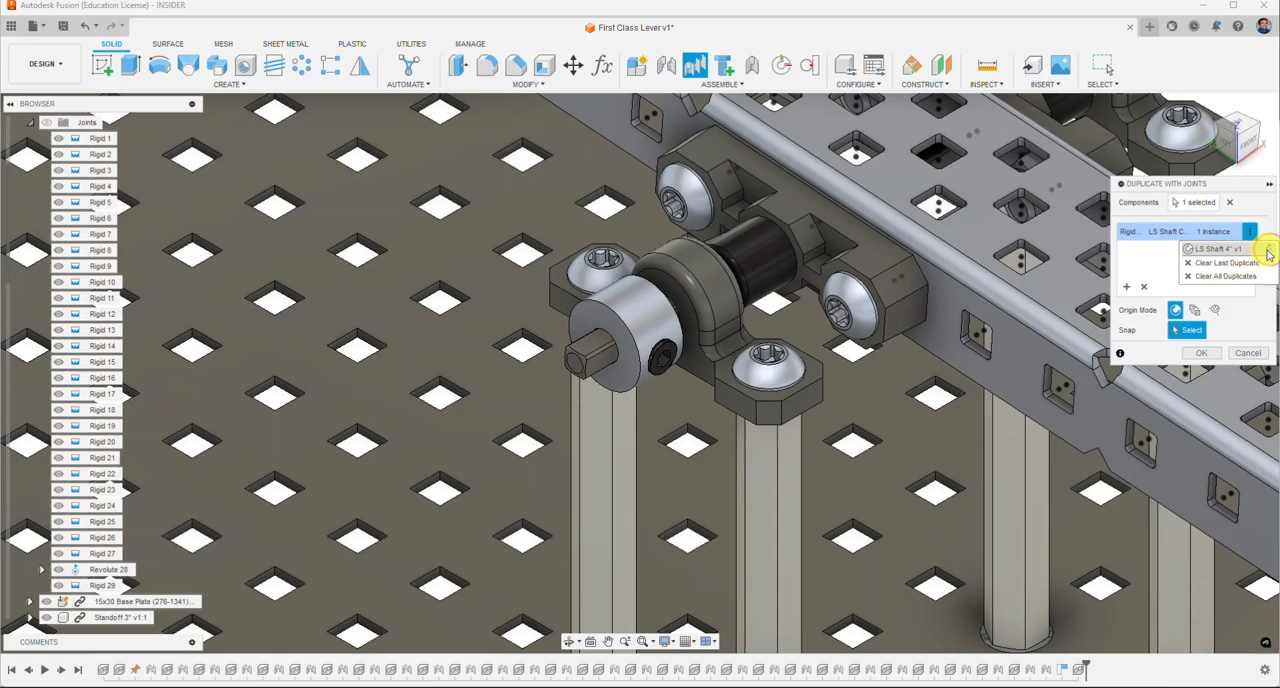 Autodesk Fusion (Education License) - INSIDER
First Class Lever v1*
DESIGN
SOLID SURFACE MESH SHEET METAL PLASTIC UTILITIES MANAGE
CREATE AUTOMATE MODIFY ASSEMBLE CONFIGURE CONSTRUCT INSPECT INSERT SELECT
BROWSER
Joints
Rigid 1
Rigid 2
Rigid 3
Rigid 4
Rigid 5
Rigid 6
Rigid 7
Rigid 8
Rigid 9
Rigid 10
Rigid 11
Rigid 12
Rigid 13
Rigid 14
Rigid 15
Rigid 16
Rigid 17
Rigid 18
Rigid 19
Rigid 20
Rigid 21
Rigid 22
Rigid 23
Rigid 24
Rigid 25
Rigid 26
Rigid 27
Revolute 28
Rigid 29
15x30 Base Plate (276-1341)...
Standoff 3" v1:1
COMMENTS
FRONT
DUPLICATE WITH JOINTS
Components 1 selected
Rigid... LS Shaft C... 1 Instance
LS Shaft 4" v1
Clear Last Duplicate
Clear All Duplicates
Origin Mode
Snap Select
OK Cancel